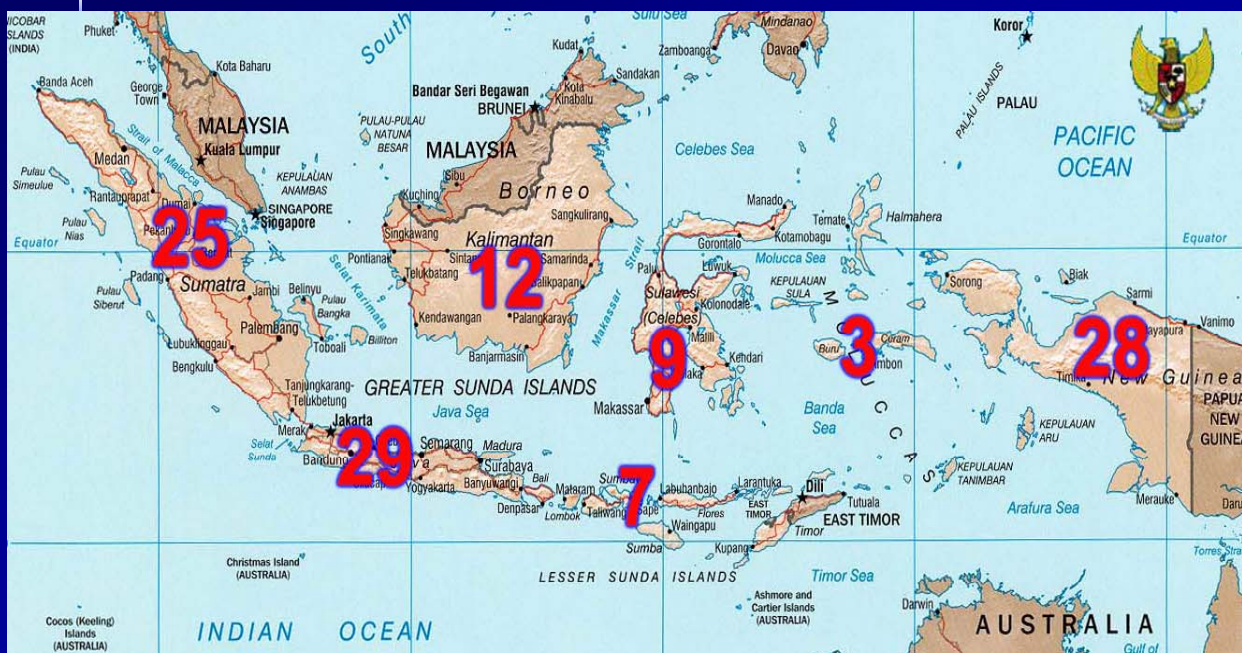 NICOBAR
ISLANDS
(INDIA)
Phuket
South
Sulu Sea
Mindanao
Zamboanga
Davao
Koror
PALAU ISLANDS
PALAU
PACIFIC
OCEAN
Banda Aceh
George
Town
Kota Baharu
MALAYSIA
Kuala Lumpur
Strait of Malacca
Medan
Pulau
Simeulue
Rantauprapat
Dumai
Pulau
Nias
25
SINGAPORE
Singapore
KEPULAUAN
ANAMBAS
PULAU-PULAU
NATUNA
BESAR
Bandar Seri Begawan
BRUNEI
Kudat
Kota
Kinabalu
Sandakan
MALAYSIA
Sibu
Kuching
Borneo
Sangkulirang
Celebes Sea
Manado
Ternate
Halmahera
Equator
Singkawang
Kalimantan
Gorontalo
Kotamobagu
Equator
Pontianak
Samarinda
Strait
Molucca Sea
Padang
Sumatra
Selat Karimata
Telukbatang
12
Balikpapan
Palu
Luwuk
KEPULAUAN
SULA
Sorong
Biak
Pulau
Siberut
Jambi
Belinyu
Pulau
Bangka
Sulawesi
(Celebes)
Kolonodale
Sarmi
Palembang
Toboali
Billiton
Kendawangan
Palangkaraya
Makassar
Malili
MOLUCCAS
3
28
Vanimo
Lubuklinggau
Bengkulu
Banjarmasin
9
Kendari
Buru
Ceram
Timika
New Guinea
Tanjungkarang-
Telukbetung
GREATER SUNDA ISLANDS
Makassar
Java Sea
Banda
Sea
PAPUA
NEW
GUINEA
Merak
Jakarta
Selat
Sunda
Bandung
29
Semarang
Madura
Surabaya
KEPULAUAN
ARU
KEPULAUAN
TANIMBAR
Yogyakarta
Banyuwangi
Bali
Denpasar
Mataram
Lombok
Taliwang
7
Labuhanbajo
Flores
Larantuka
EAST
TIMOR
Dili
Tutuala
EAST TIMOR
Timor
Merauke
Arafura Sea
Waingapu
Sumba
Kupang
LESSER SUNDA ISLANDS
Timor Sea
Christmas Island
(AUSTRALIA)
Ashmore and
Cartier Islands
(AUSTRALIA)
Cocos (Keeling)
Islands
(AUSTRALIA)
INDIAN OCEAN
Darwin
AUSTRALIA
Gulf of